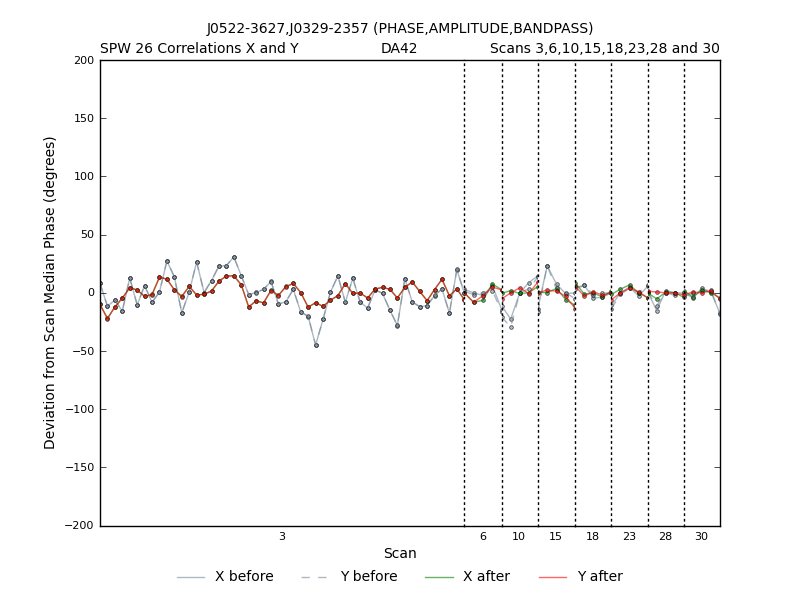 J0522-3627,J0329-2357 (PHASE,AMPLITUDE,BANDPASS)
SPW 26 Correlations X and Y DA42 Scans 3,6,10,15,18,23,28 and 30
200
150
100
50
0
−50
−100
−150
−200
Deviation from Scan Median Phase (degrees)
3 6 10 15 18 23 28 30
Scan
X before Y before X after Y after